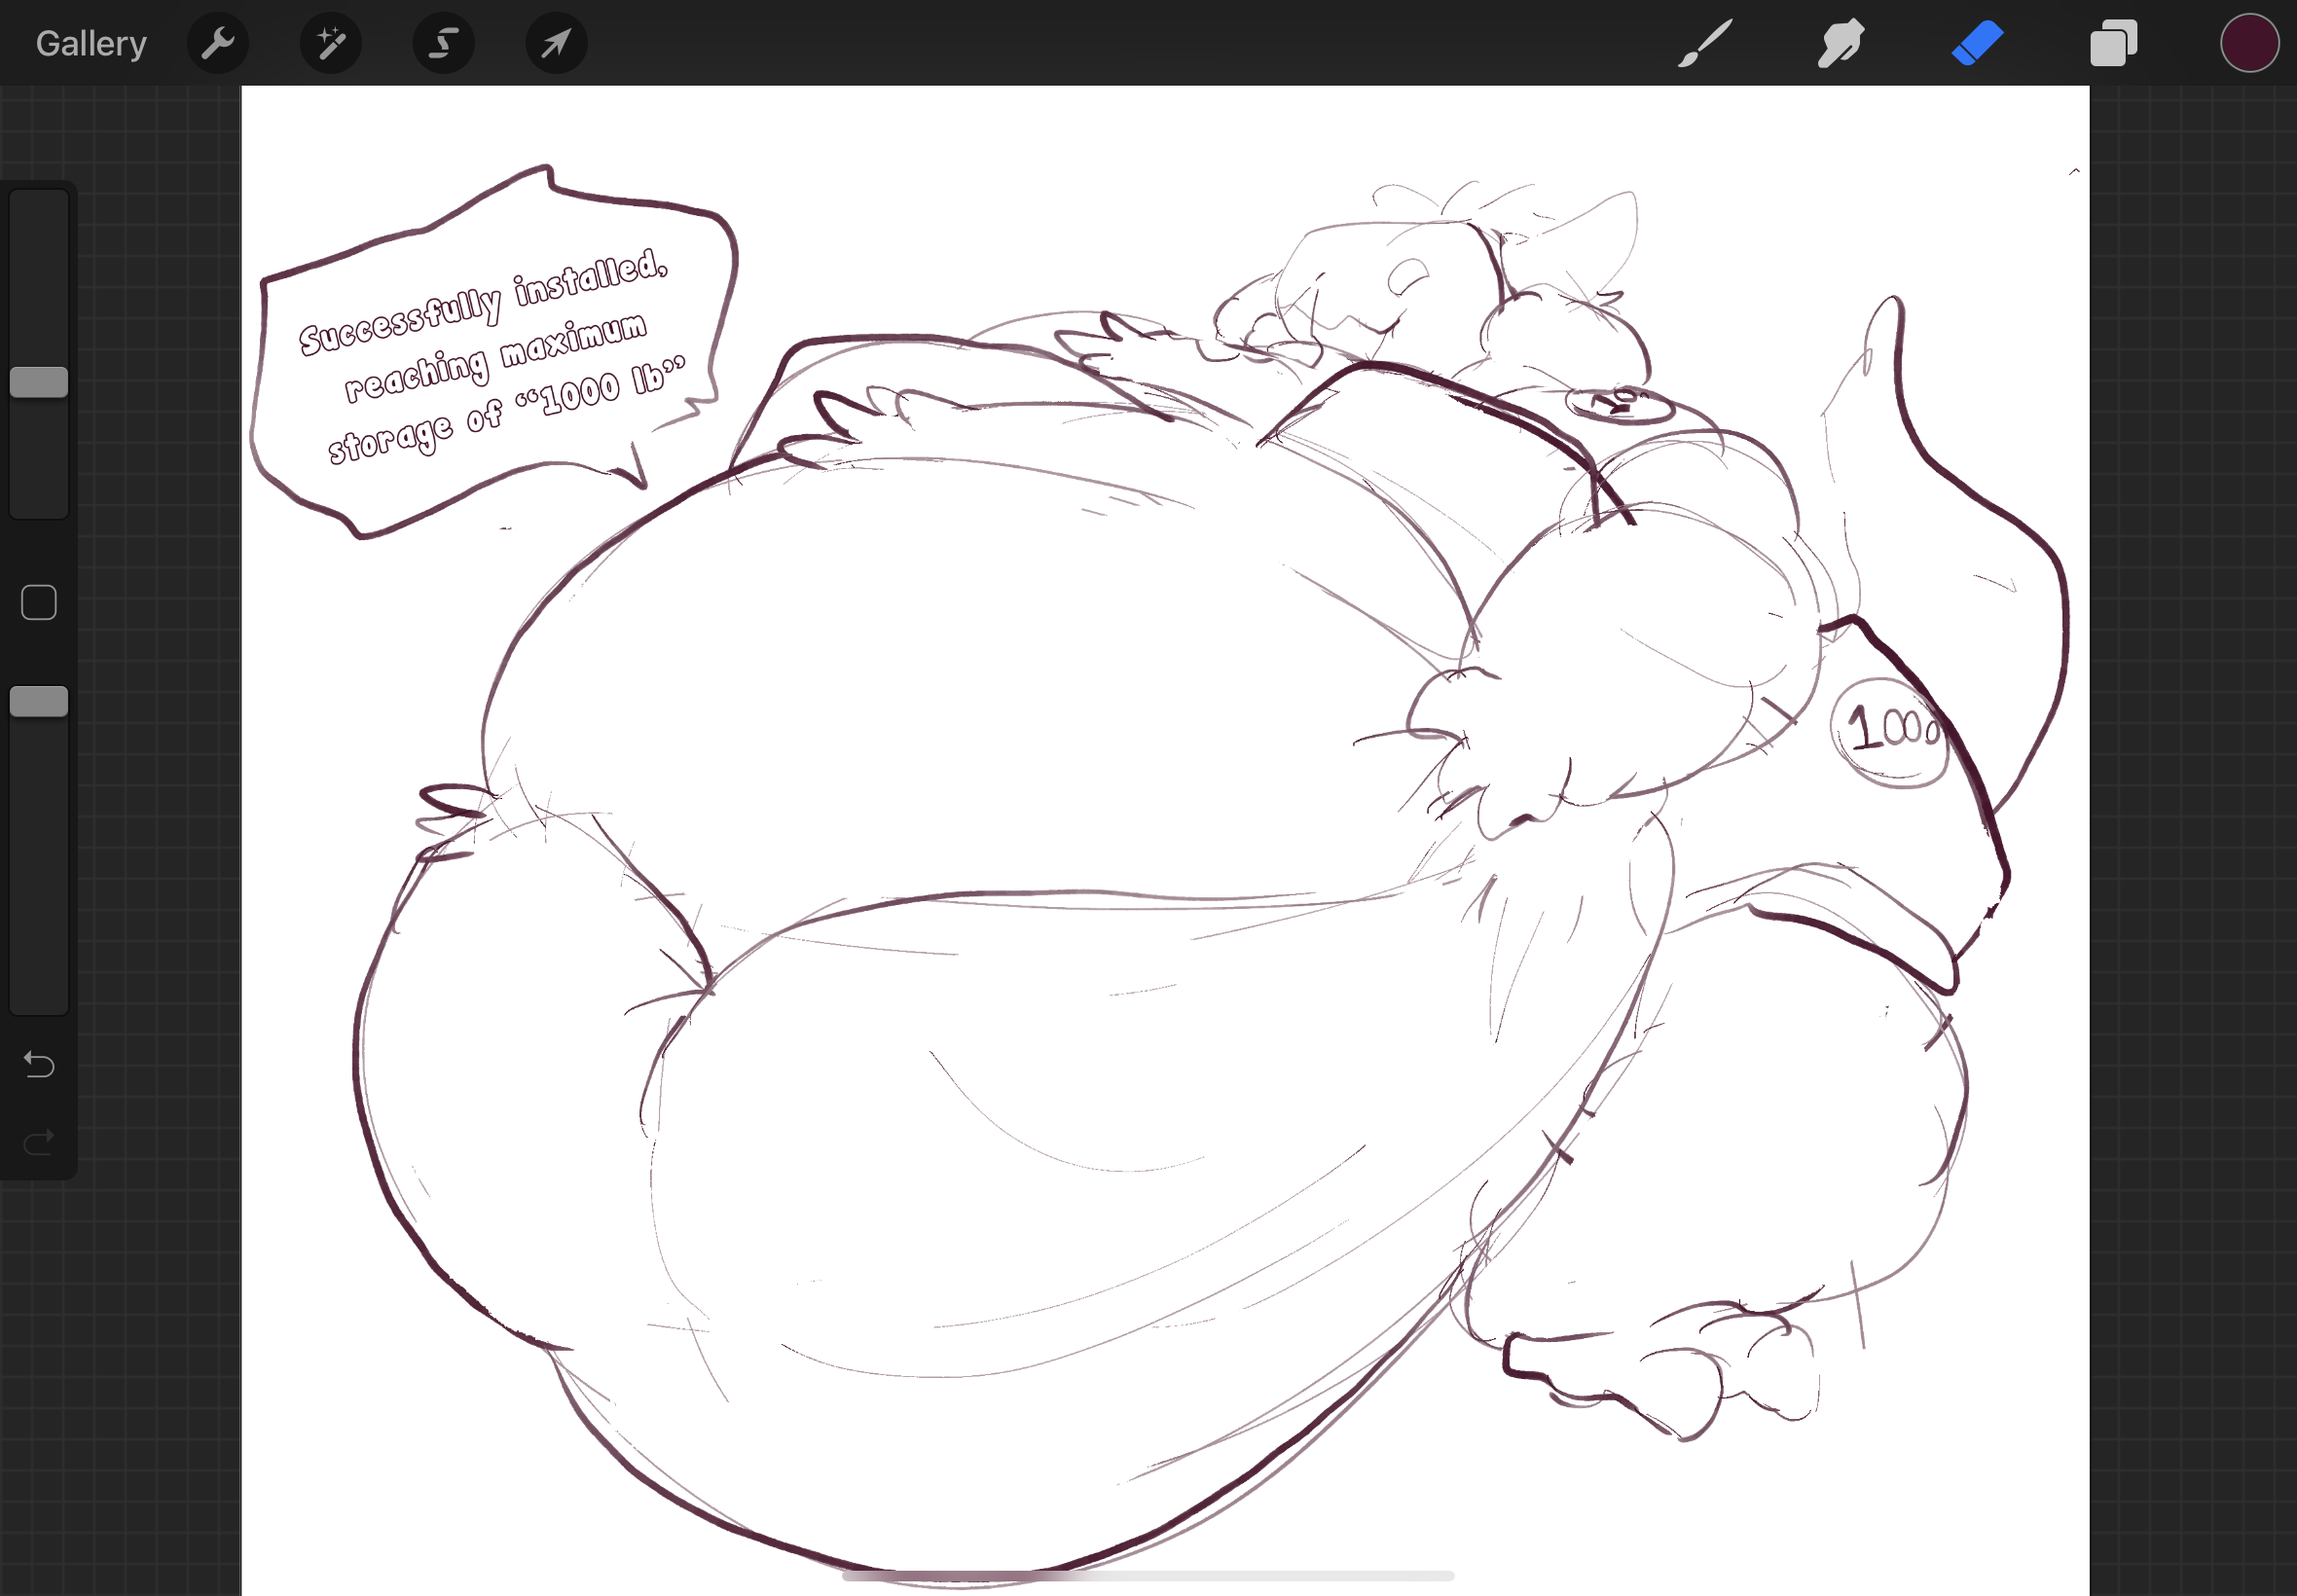 Gallery
Successfully installed,
reaching maximum
storage of “1000 lb”
1000